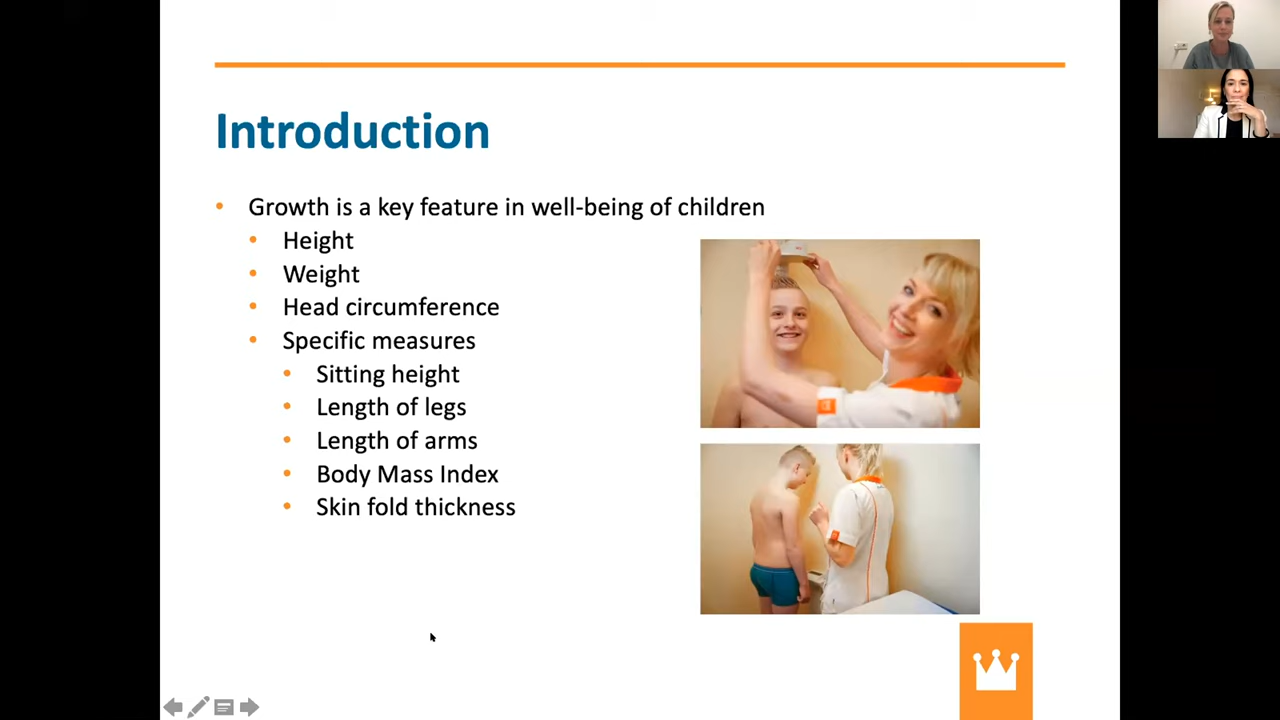 Introduction
Growth is a key feature in well-being of children
Height
Weight
Head circumference
Specific measures
Sitting height
Length of legs
Length of arms
Body Mass Index
Skin fold thickness